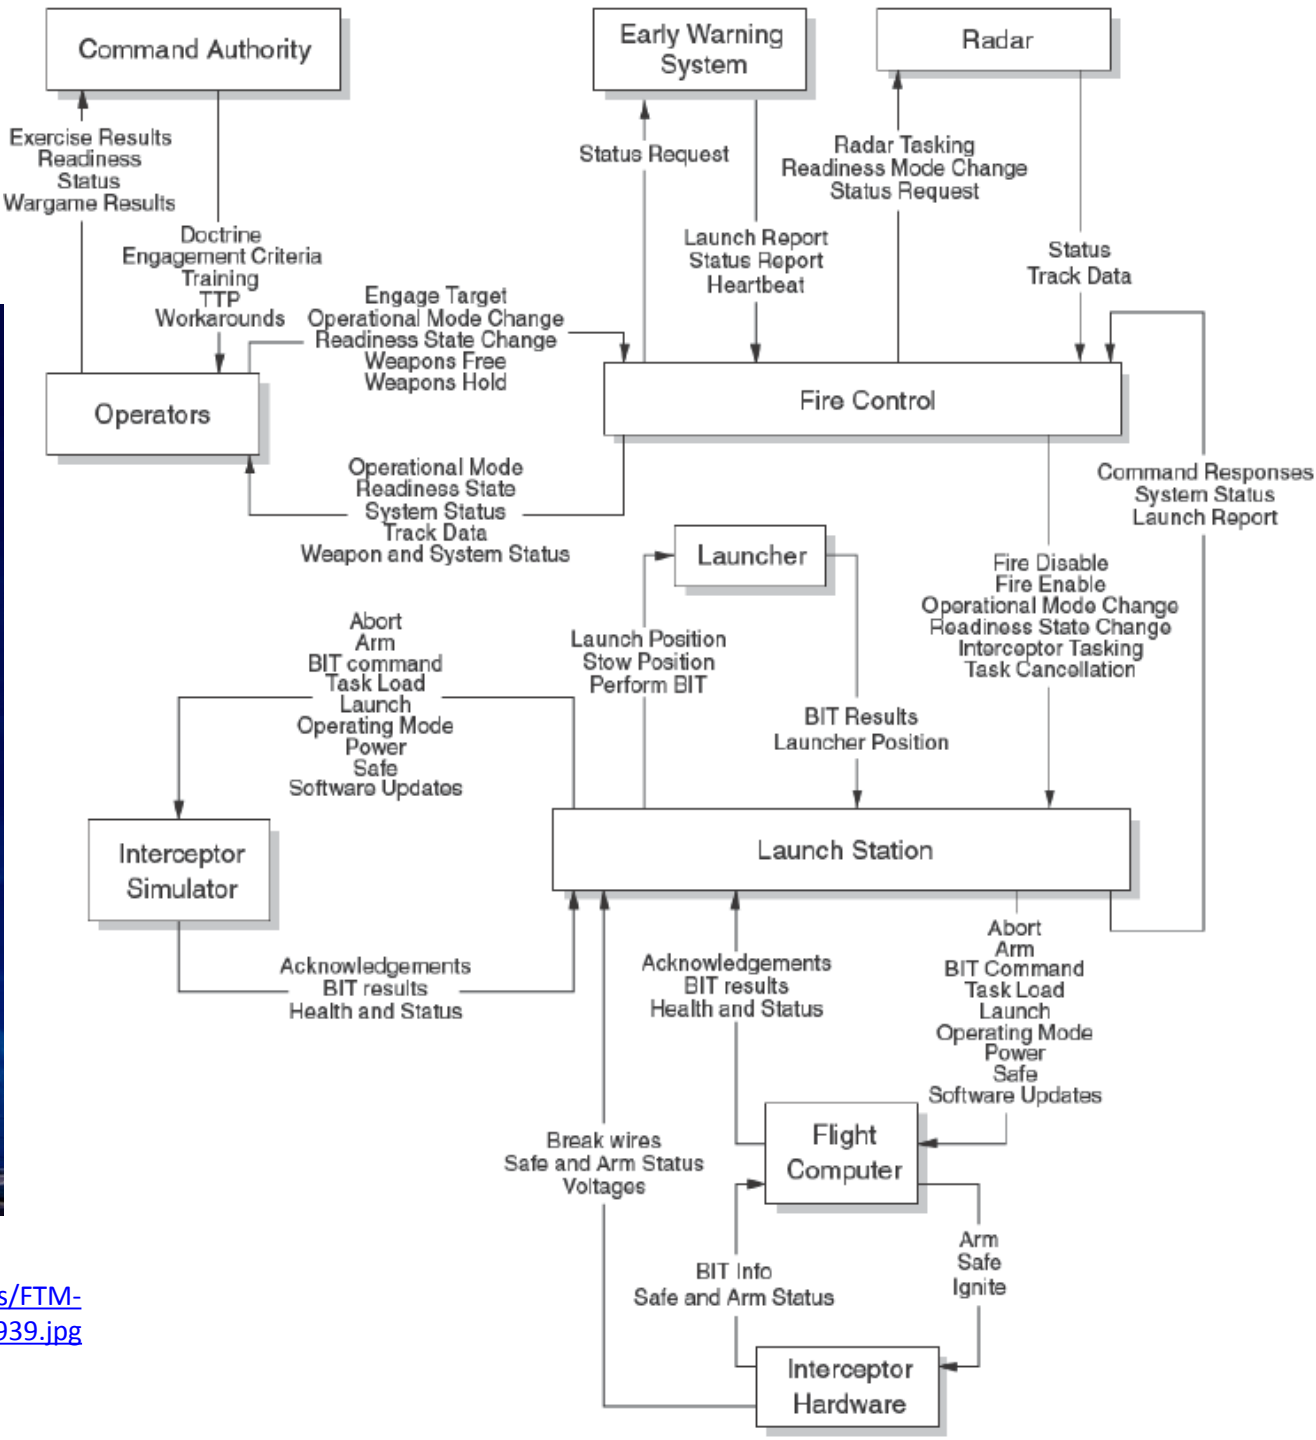 Command Authority
Early Warning
System
Radar
Exercise Results
Readiness
Status
Wargame Results
Doctrine
Engagement Criteria
Training
TTP
Workarounds
Status Request
Launch Report
Status Report
Heartbeat
Radar Tasking
Readiness Mode Change
Status Request
Status
Track Data
Engage Target
Operational Mode Change
Readiness State Change
Weapons Free
Weapons Hold
Operators
Fire Control
Operational Mode
Readiness State
System Status
Track Data
Weapon and System Status
Command Responses
System Status
Launch Report
Launcher
Fire Disable
Fire Enable
Operational Mode Change
Readiness State Change
Interceptor Tasking
Task Cancellation
Launch Position
Stow Position
Perform BIT
BIT Results
Launcher Position
Abort
Arm
BIT command
Task Load
Launch
Operating Mode
Power
Safe
Software Updates
Interceptor
Simulator
Launch Station
Acknowledgements
BIT results
Health and Status
Acknowledgements
BIT results
Health and Status
Abort
Arm
BIT Command
Task Load
Launch
Operating Mode
Power
Safe
Software Updates
Break wires
Safe and Arm Status
Voltages
Flight
Computer
BIT Info
Safe and Arm Status
Arm
Safe
Ignite
Interceptor
Hardware
s/FTM-
939.jpg